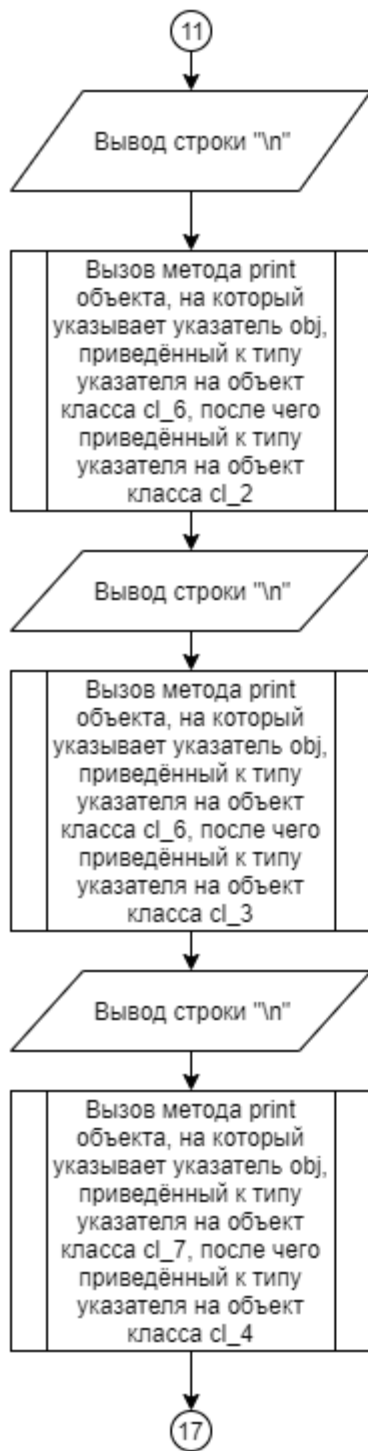 11
Вывод строки "\n"
Вызов метода print
объекта, на который
указывает указатель obj,
приведённый к типу
указателя на объект
класса cl_6, после чего
приведённый к типу
указателя на объект
класса cl_2
Вывод строки "\n"
Вызов метода print
объекта, на который
указывает указатель obj,
приведённый к типу
указателя на объект
класса cl_6, после чего
приведённый к типу
указателя на объект
класса cl_3
Вывод строки "\n"
Вызов метода print
объекта, на который
указывает указатель obj,
приведённый к типу
указателя на объект
класса cl_7, после чего
приведённый к типу
указателя на объект
класса cl_4
17